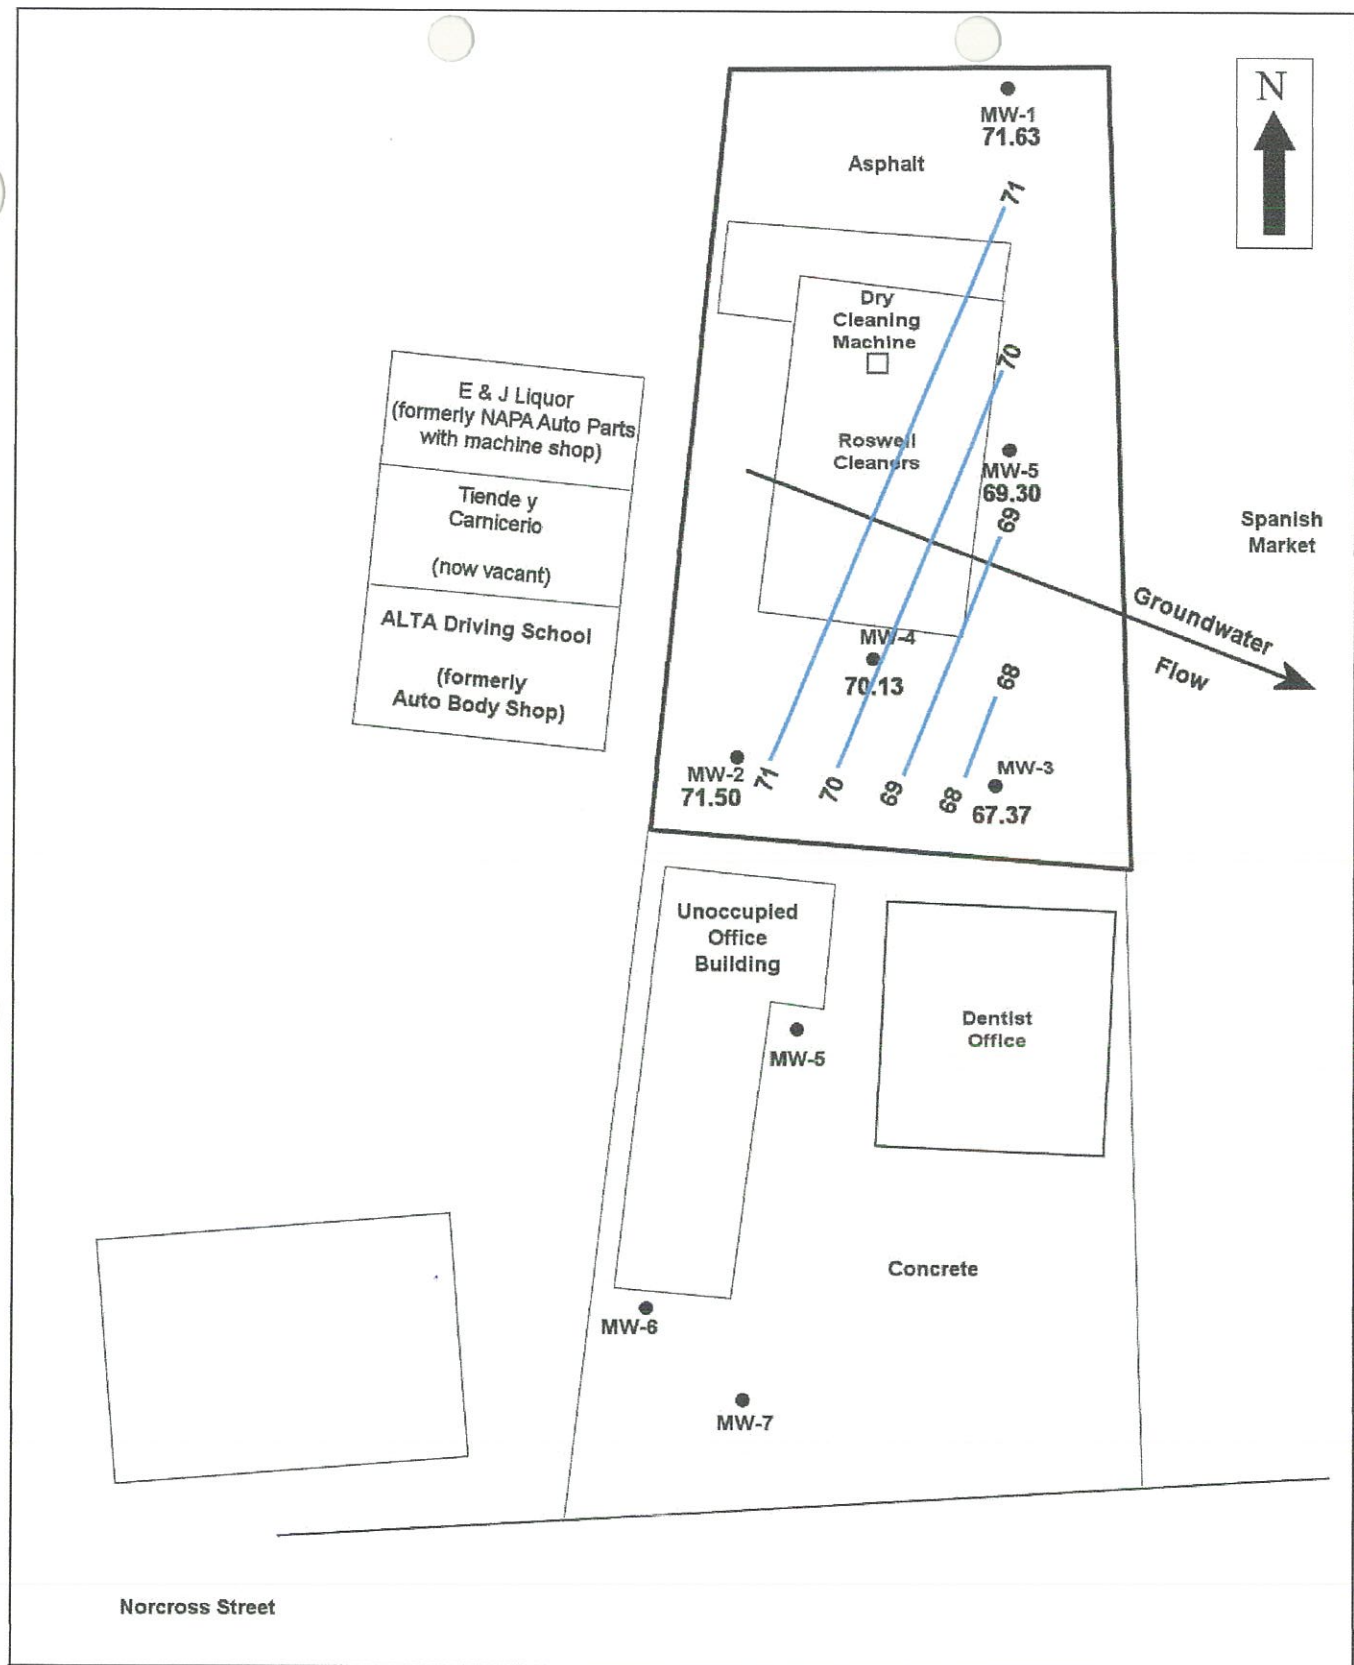 N
MW-1
71.63
Asphalt
71
Dry
Cleaning
Machine
70
E & J Liquor
(formerly NAPA Auto Parts
with machine shop)
Roswell
Cleaners
MW-5
69.30
69
Tiende y
Carnicerio
(now vacant)
Spanish
Market
ALTA Driving School
(formerly
Auto Body Shop)
Groundwater
Flow
MW-4
70.13
68
MW-2
71.50
71
70
69
68
MW-3
67.37
Unoccupied
Office
Building
Dentist
Office
MW-5
Concrete
MW-6
MW-7
Norcross Street